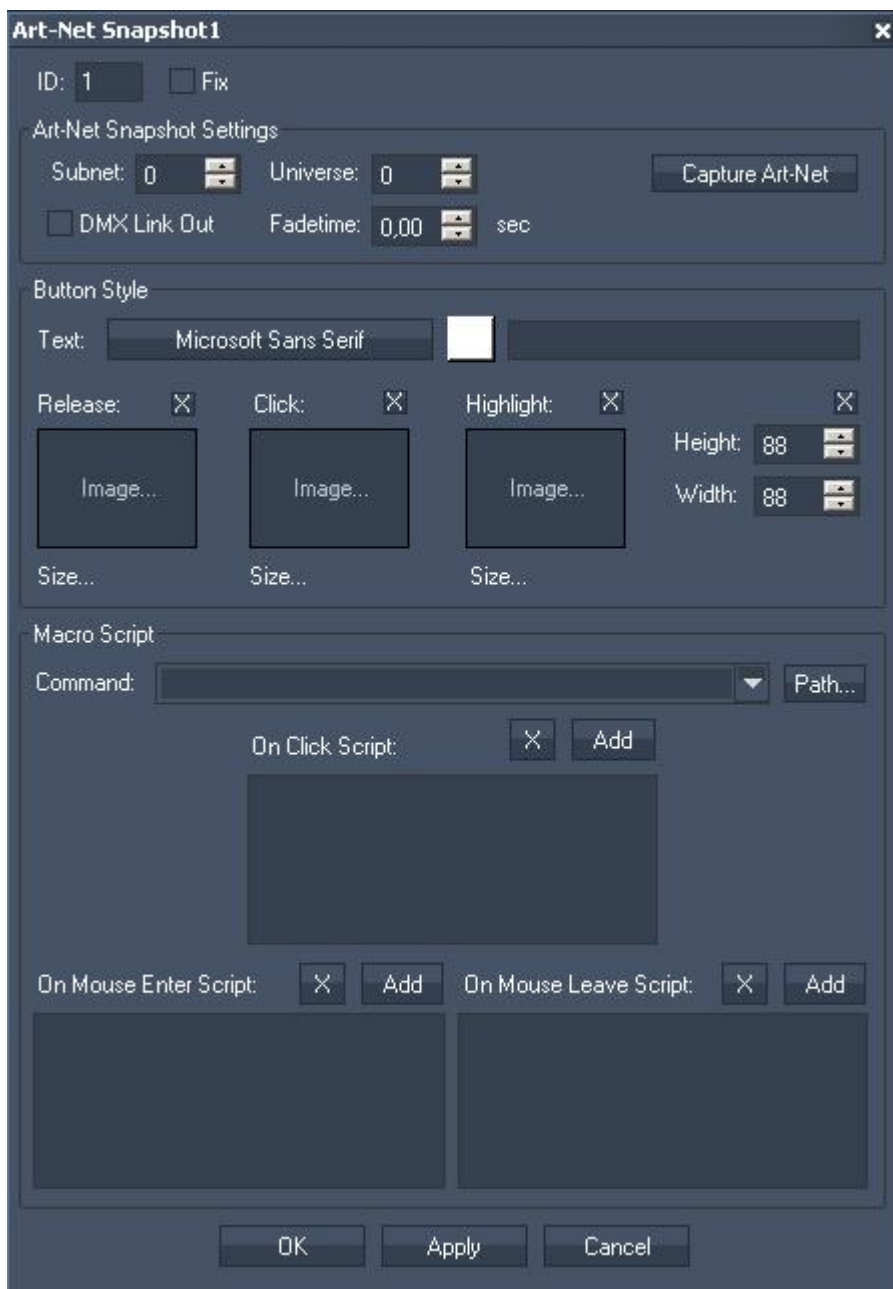 Art-Net Snapshot1 x
ID: 1 Fix
Art-Net Snapshot Settings
Subnet: 0 Universe: 0 Capture Art-Net
DMX Link Out Fadetime: 0,00 sec
Button Style
Text: Microsoft Sans Serif
Release: X Click: X Highlight: X X
Height: 88
Image... Image... Image...
Width: 88
Size... Size... Size...
Macro Script
Command: Path...
On Click Script: X Add
On Mouse Enter Script: X Add On Mouse Leave Script: X Add
OK Apply Cancel